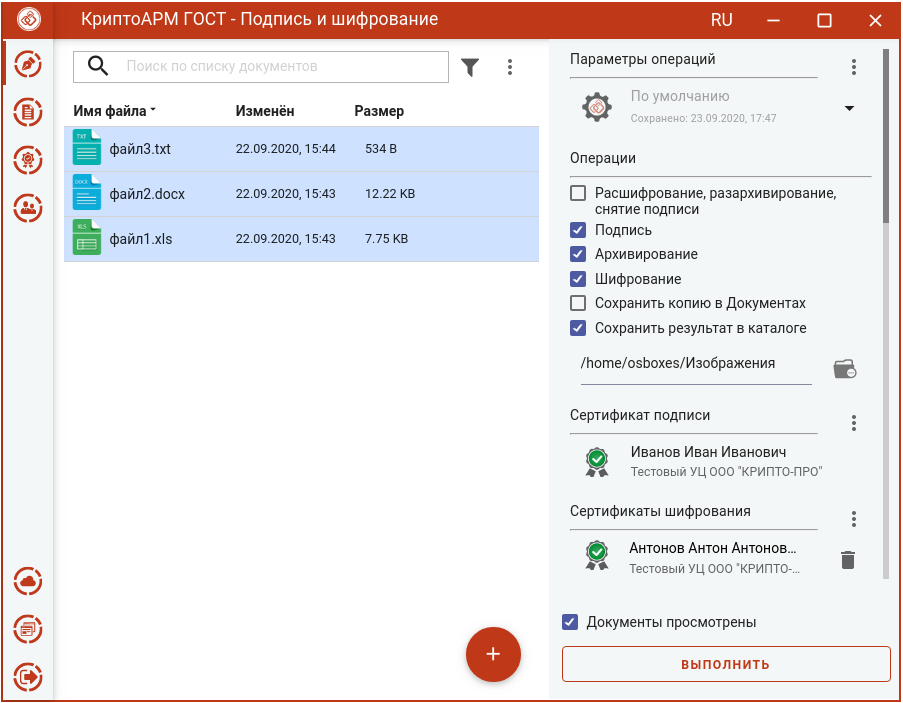 КриптоАРМ ГОСТ - Подпись и шифрование
RU
Поиск по списку документов
Имя файла Изменён Размер
TXT
файл3.txt 22.09.2020, 15:44 534 B
DOCX
файл2.docx 22.09.2020, 15:43 12.22 KB
XLS
файл1.xls 22.09.2020, 15:43 7.75 KB
Параметры операций
По умолчанию
Сохранено: 23.09.2020, 17:47
Операции
Расшифрование, разархивирование,
снятие подписи
Подпись
Архивирование
Шифрование
Сохранить копию в Документах
Сохранить результат в каталоге
/home/osboxes/Изображения
Сертификат подписи
Иванов Иван Иванович
Тестовый УЦ ООО "КРИПТО-ПРО"
Сертификаты шифрования
Антонов Антон Антонов...
Тестовый УЦ ООО "КРИПТО-...
Документы просмотрены
ВЫПОЛНИТЬ